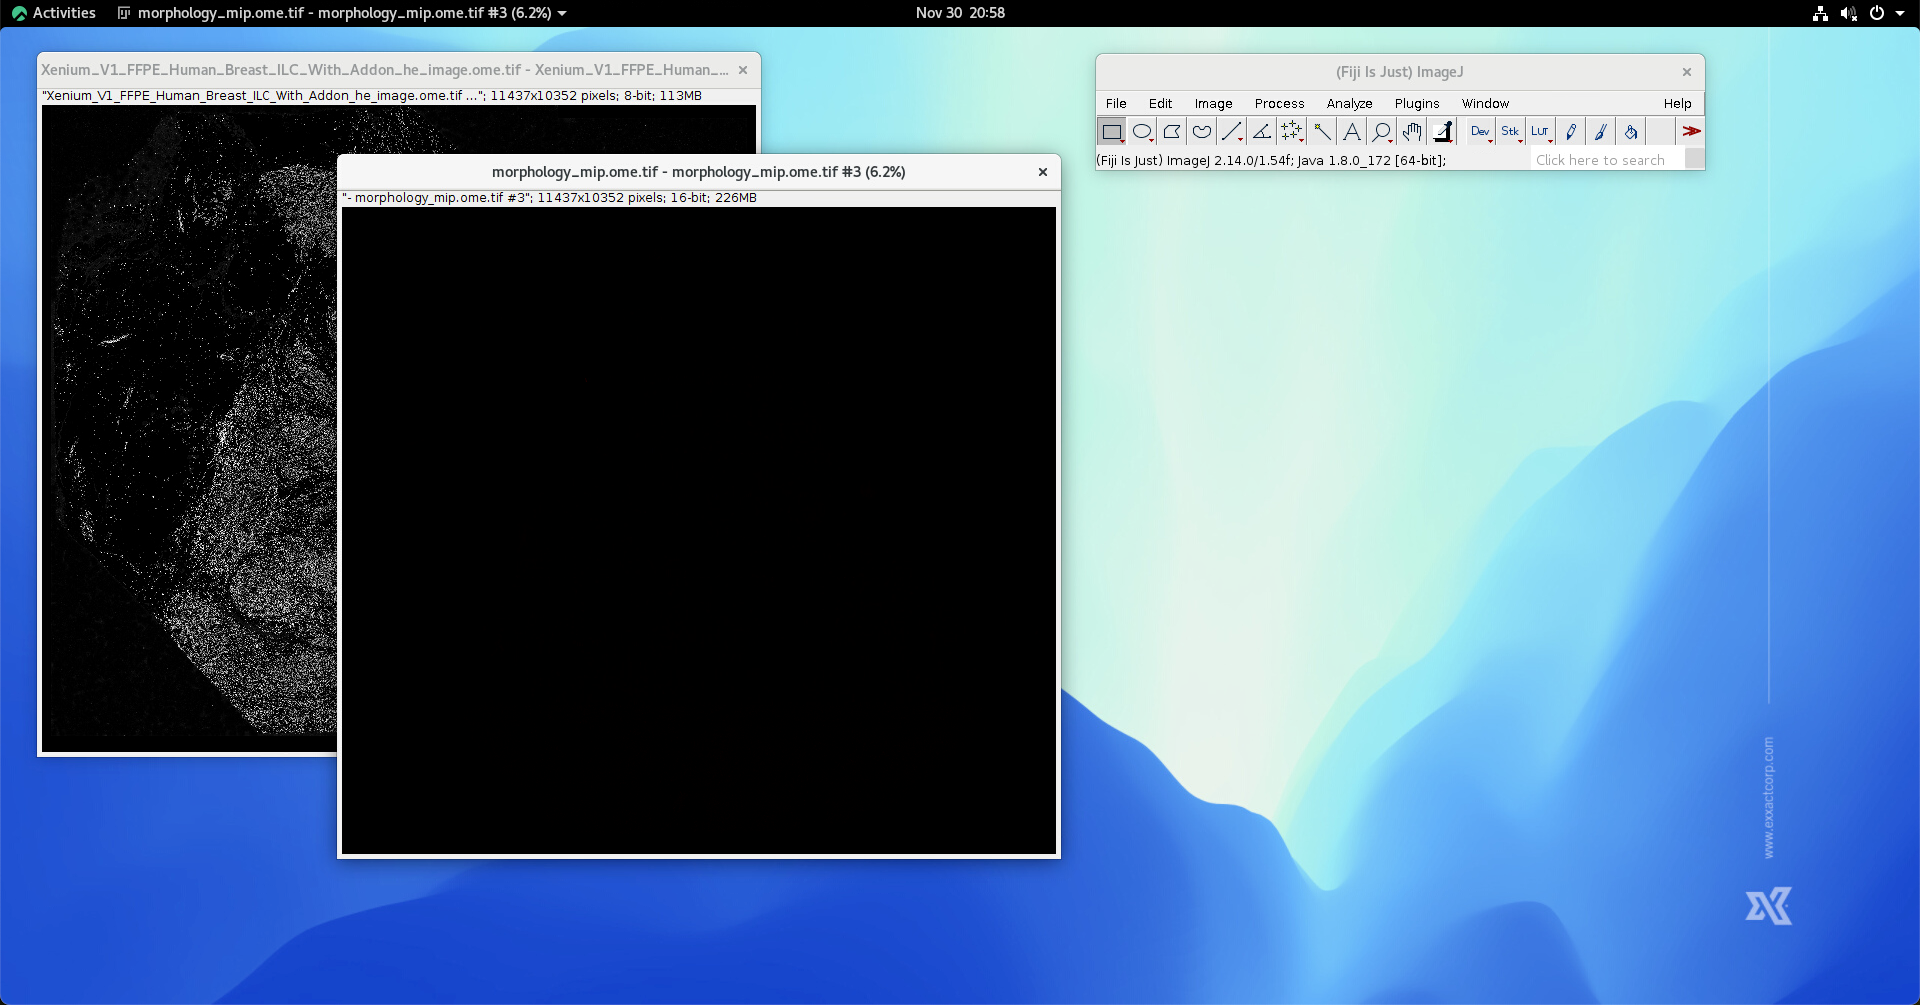 Activities morphology_mip.ome.tif - morphology_mip.ome.tif #3 (6.2%) Nov 30 20:58
Xenium_V1_FFPE_Human_Breast_ILC_With_Addon_he_image.ome.tif - Xenium_V1_FFPE_Human_...
"Xenium_V1_FFPE_Human_Breast_ILC_With_Addon_he_image.ome.tif ..."; 11437x10352 pixels; 8-bit; 113MB
morphology_mip.ome.tif - morphology_mip.ome.tif #3 (6.2%)
"- morphology_mip.ome.tif #3"; 11437x10352 pixels; 16-bit; 226MB
(Fiji Is Just) ImageJ
File Edit Image Process Analyze Plugins Window Help
A Dev Stk LUT
(Fiji Is Just) ImageJ 2.14.0/1.54f; Java 1.8.0_172 [64-bit]; Click here to search
www.exxactcorp.com